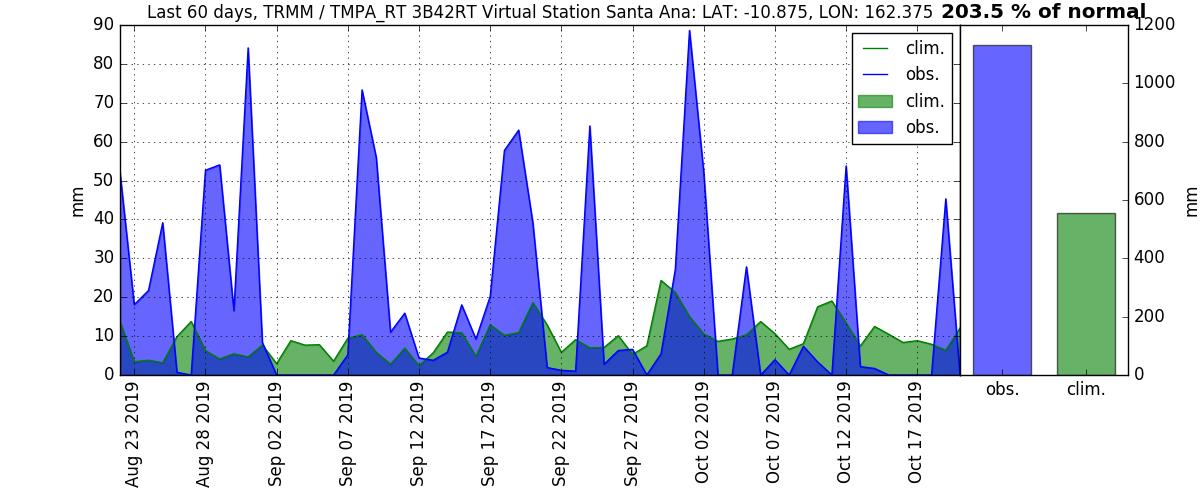 Last 60 days, TRMM / TMPA_RT 3B42RT Virtual Station Santa Ana: LAT: -10.875, LON: 162.375 203.5 % of normal
90
80
70
60
50
40
30
20
10
0
mm
clim.
obs.
clim.
obs.
1200
1000
800
600
400
200
0
mm
Aug 23 2019
Aug 28 2019
Sep 02 2019
Sep 07 2019
Sep 12 2019
Sep 17 2019
Sep 22 2019
Sep 27 2019
Oct 02 2019
Oct 07 2019
Oct 12 2019
Oct 17 2019
obs.
clim.